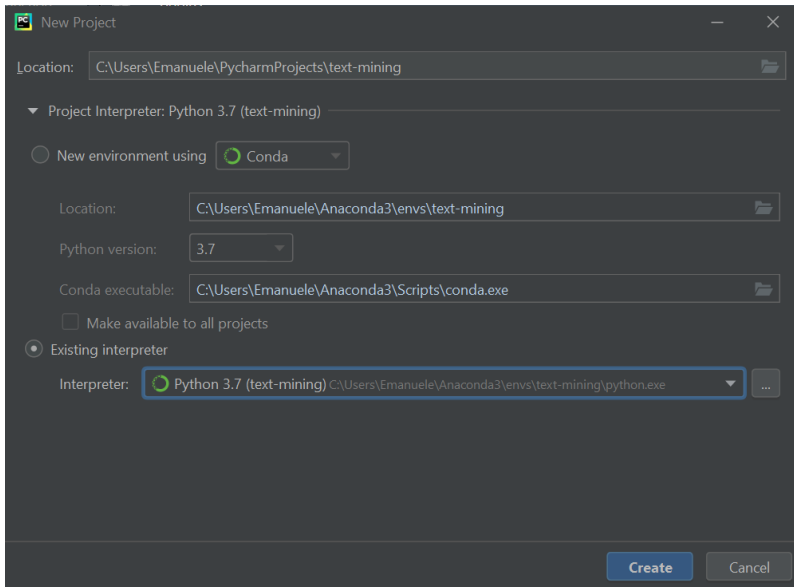 PC New Project
Location: C:\Users\Emanuele\PycharmProjects\text-mining
Project Interpreter: Python 3.7 (text-mining)
New environment using Conda
Location: C:\Users\Emanuele\Anaconda3\envs\text-mining
Python version: 3.7
Conda executable: C:\Users\Emanuele\Anaconda3\Scripts\conda.exe
Make available to all projects
Existing interpreter
Interpreter: Python 3.7 (text-mining) C:\Users\Emanuele\Anaconda3\envs\text-mining\python.exe ...
Create Cancel